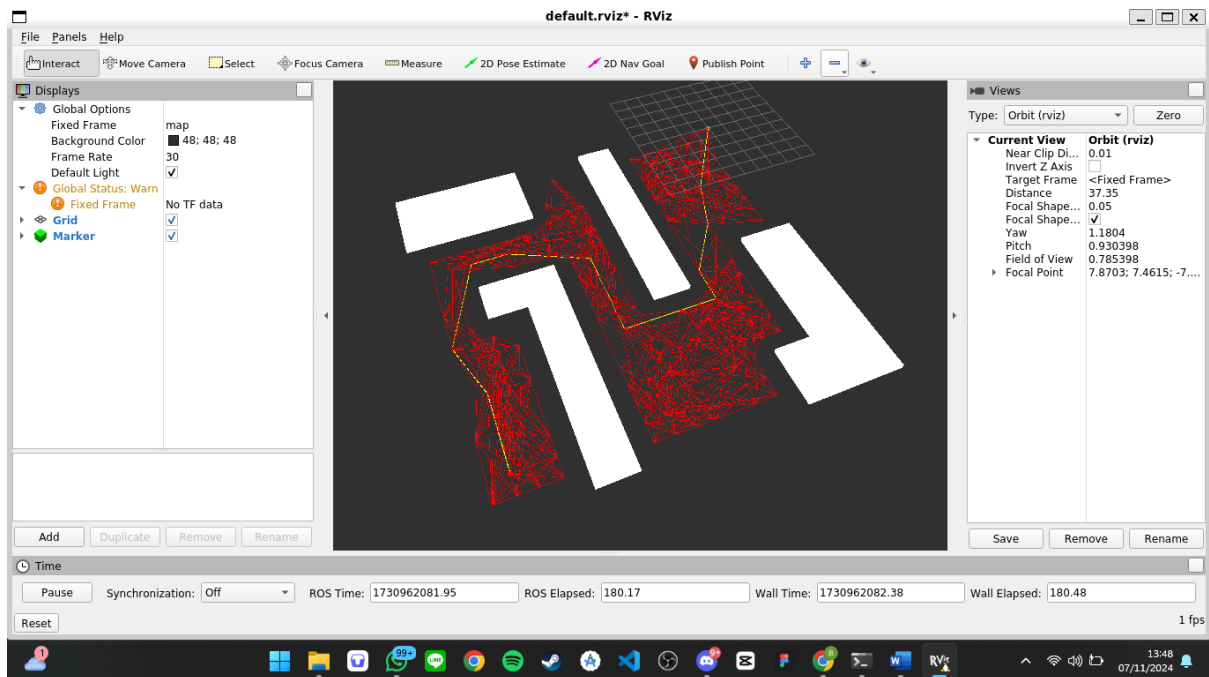 default.rviz* - RViz
File Panels Help
Interact Move Camera Select Focus Camera Measure 2D Pose Estimate 2D Nav Goal Publish Point
Displays
Global Options
Fixed Frame map
Background Color 48; 48; 48
Frame Rate 30
Default Light
Global Status: Warn
Fixed Frame No TF data
Grid
Marker
Add Duplicate Remove Rename
Views
Type: Orbit (rviz) Zero
Current View Orbit (rviz)
Near Clip Di... 0.01
Invert Z Axis
Target Frame <Fixed Frame>
Distance 37.35
Focal Shape... 0.05
Focal Shape...
Yaw 1.1804
Pitch 0.930398
Field of View 0.785398
Focal Point 7.8703; 7.4615; -7....
Save Remove Rename
Time
Pause Synchronization: Off ROS Time: 1730962081.95 ROS Elapsed: 180.17 Wall Time: 1730962082.38 Wall Elapsed: 180.48
Reset 1 fps
1 99+ LINE RViz
13:48
07/11/2024